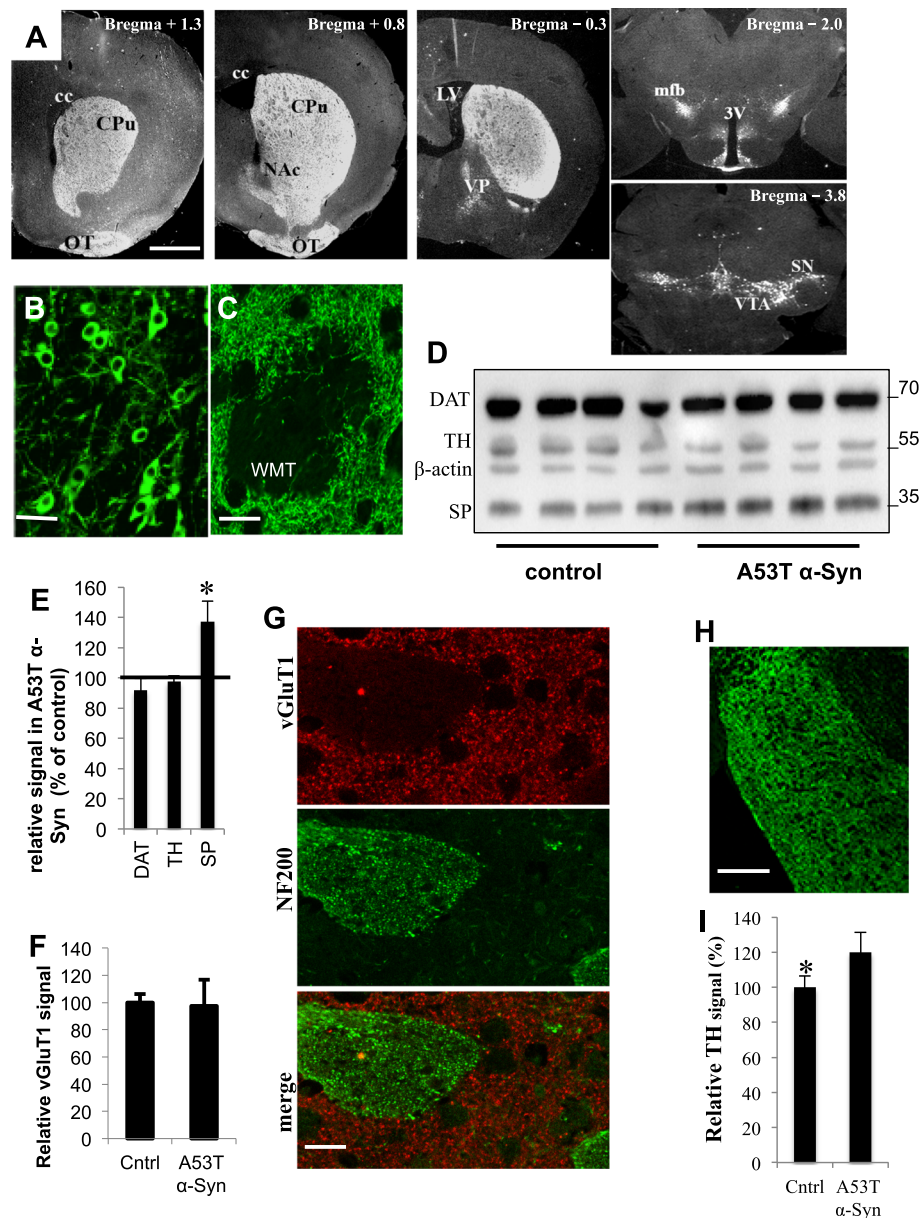 A
Bregma + 1.3
cc
CPu
OT
Bregma + 0.8
cc
CPu
NAc
OT
Bregma – 0.3
LV
VP
Bregma – 2.0
mfb
3V
Bregma – 3.8
SN
VTA
B
C
WMT
D
DAT
TH
β-actin
SP
70
55
35
control
A53T α-Syn
E
relative signal in A53T α-
Syn (% of control)
160
140
120
100
80
60
40
20
0
*
DAT
TH
SP
F
Relative vGluT1 signal
140
120
100
80
60
40
20
0
Cntrl
A53T
α-Syn
G
vGluT1
NF200
merge
H
I
Relative TH signal (%)
140
120
100
80
60
40
20
0
*
Cntrl
A53T
α-Syn